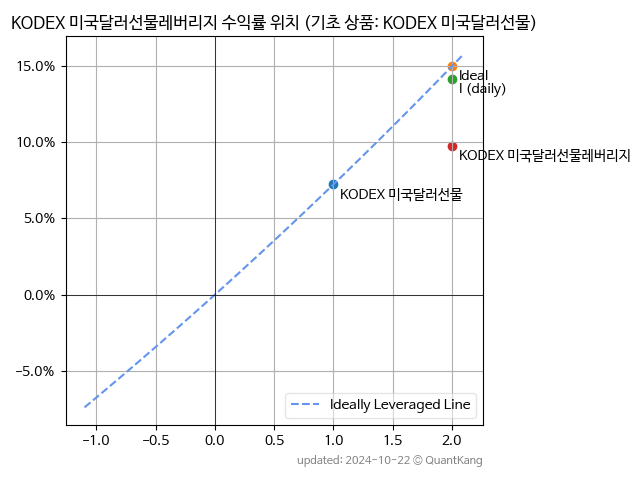 KODEX 미국달러선물레버리지 수익률 위치 (기초 상품: KODEX 미국달러선물)
15.0%
10.0%
5.0%
0.0%
−5.0%
Ideal
I (daily)
KODEX 미국달러선물레버리지
KODEX 미국달러선물
Ideally Leveraged Line
−1.0 −0.5 0.0 0.5 1.0 1.5 2.0
updated: 2024-10-22 © QuantKang